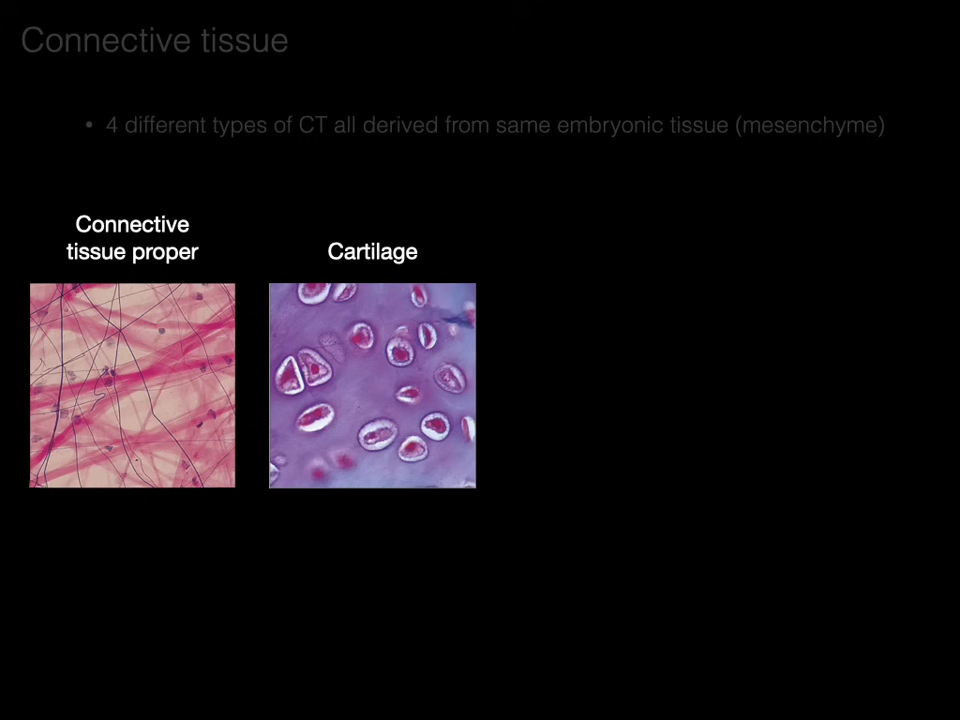 Connective tissue
• 4 different types of CT all derived from same embryonic tissue (mesenchyme)
Connective
tissue proper
Cartilage